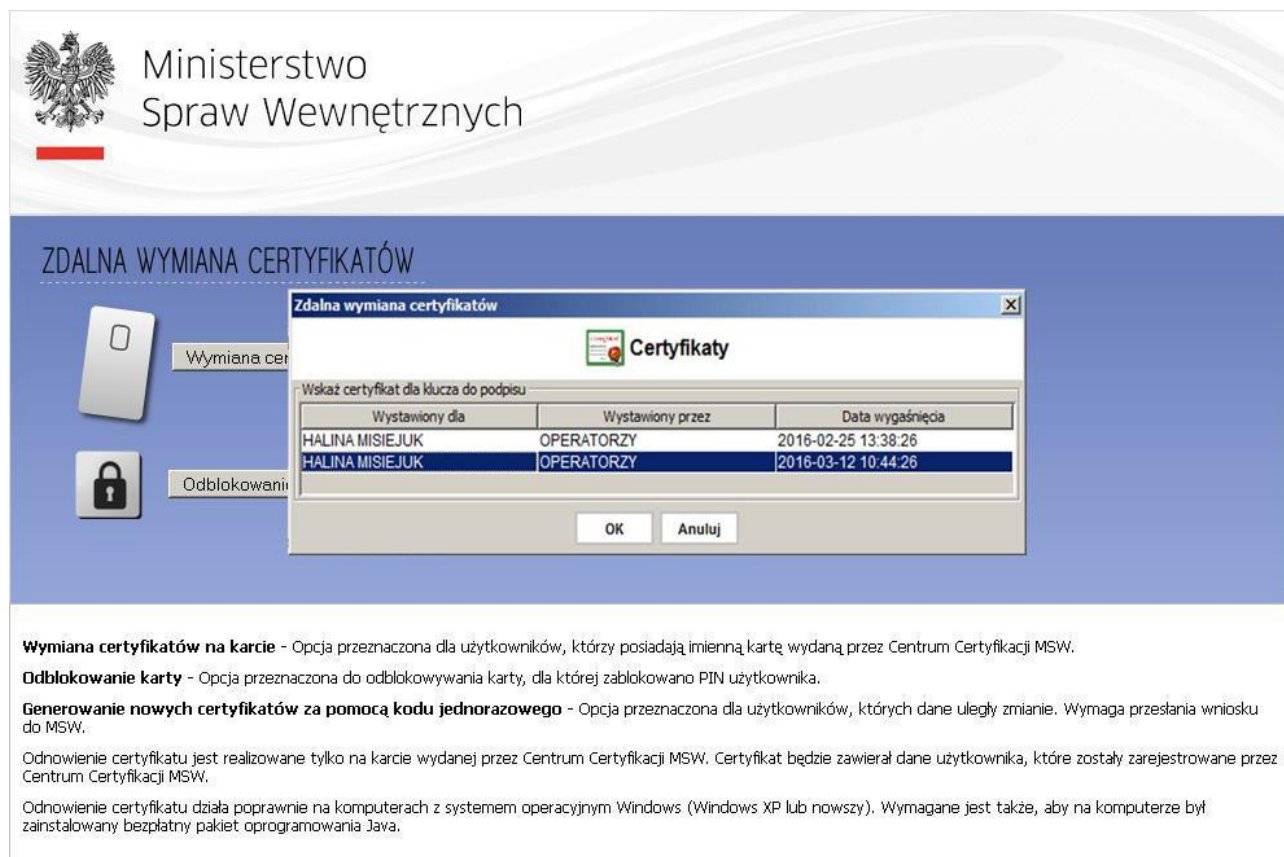 Ministerstwo
Spraw Wewnętrznych
ZDALNA WYMIANA CERTYFIKATÓW
Zdalna wymiana certyfikatów
Certyfikaty
Wymiana cer
Wskaż certyfikat dla klucza do podpisu
Wystawiony dla Wystawiony przez Data wygaśnięcia
HALINA MISIEJUK OPERATORZY 2016-02-25 13:38:26
HALINA MISIEJUK OPERATORZY 2016-03-12 10:44:26
Odblokowani
OK Anuluj
Wymiana certyfikatów na karcie - Opcja przeznaczona dla użytkowników, którzy posiadają imienną kartę wydaną przez Centrum Certyfikacji MSW.
Odblokowanie karty - Opcja przeznaczona do odblokowywania karty, dla której zablokowano PIN użytkownika.
Generowanie nowych certyfikatów za pomocą kodu jednorazowego - Opcja przeznaczona dla użytkowników, których dane uległy zmianie. Wymaga przesłania wniosku
do MSW.
Odnowienie certyfikatu jest realizowane tylko na karcie wydanej przez Centrum Certyfikacji MSW. Certyfikat będzie zawierał dane użytkownika, które zostały zarejestrowane przez
Centrum Certyfikacji MSW.
Odnowienie certyfikatu działa poprawnie na komputerach z systemem operacyjnym Windows (Windows XP lub nowszy). Wymagane jest także, aby na komputerze był
zainstalowany bezpłatny pakiet oprogramowania Java.